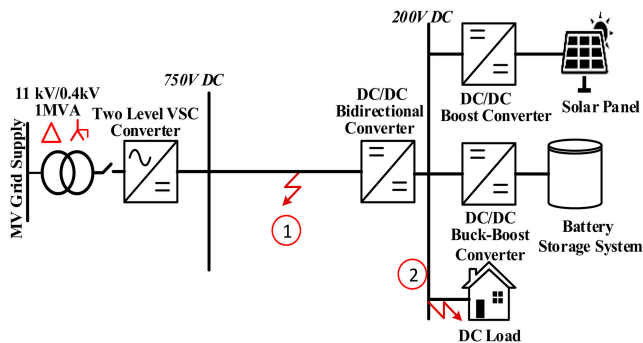 200V DC
750V DC
11 kV/0.4kV
1MVA
Two Level VSC
Converter
DC/DC
Bidirectional
Converter
DC/DC
Boost Converter
Solar Panel
MV Grid Supply
1
DC/DC
Buck-Boost
Converter
Battery
Storage System
2
DC Load